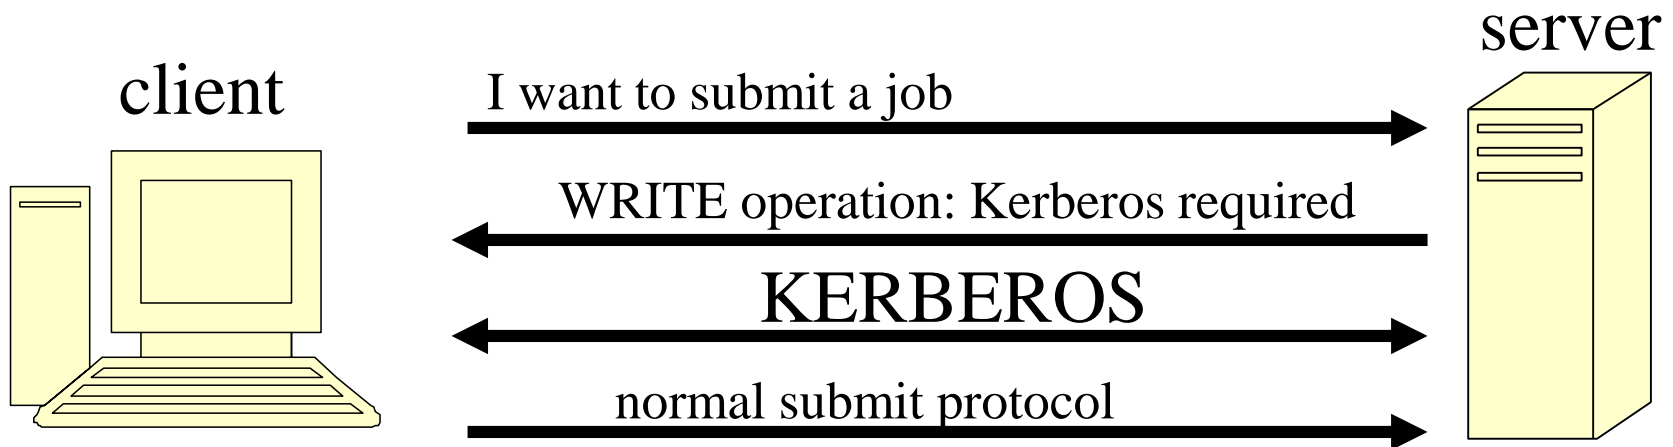 server
client
I want to submit a job
WRITE operation: Kerberos required
KERBEROS
normal submit protocol